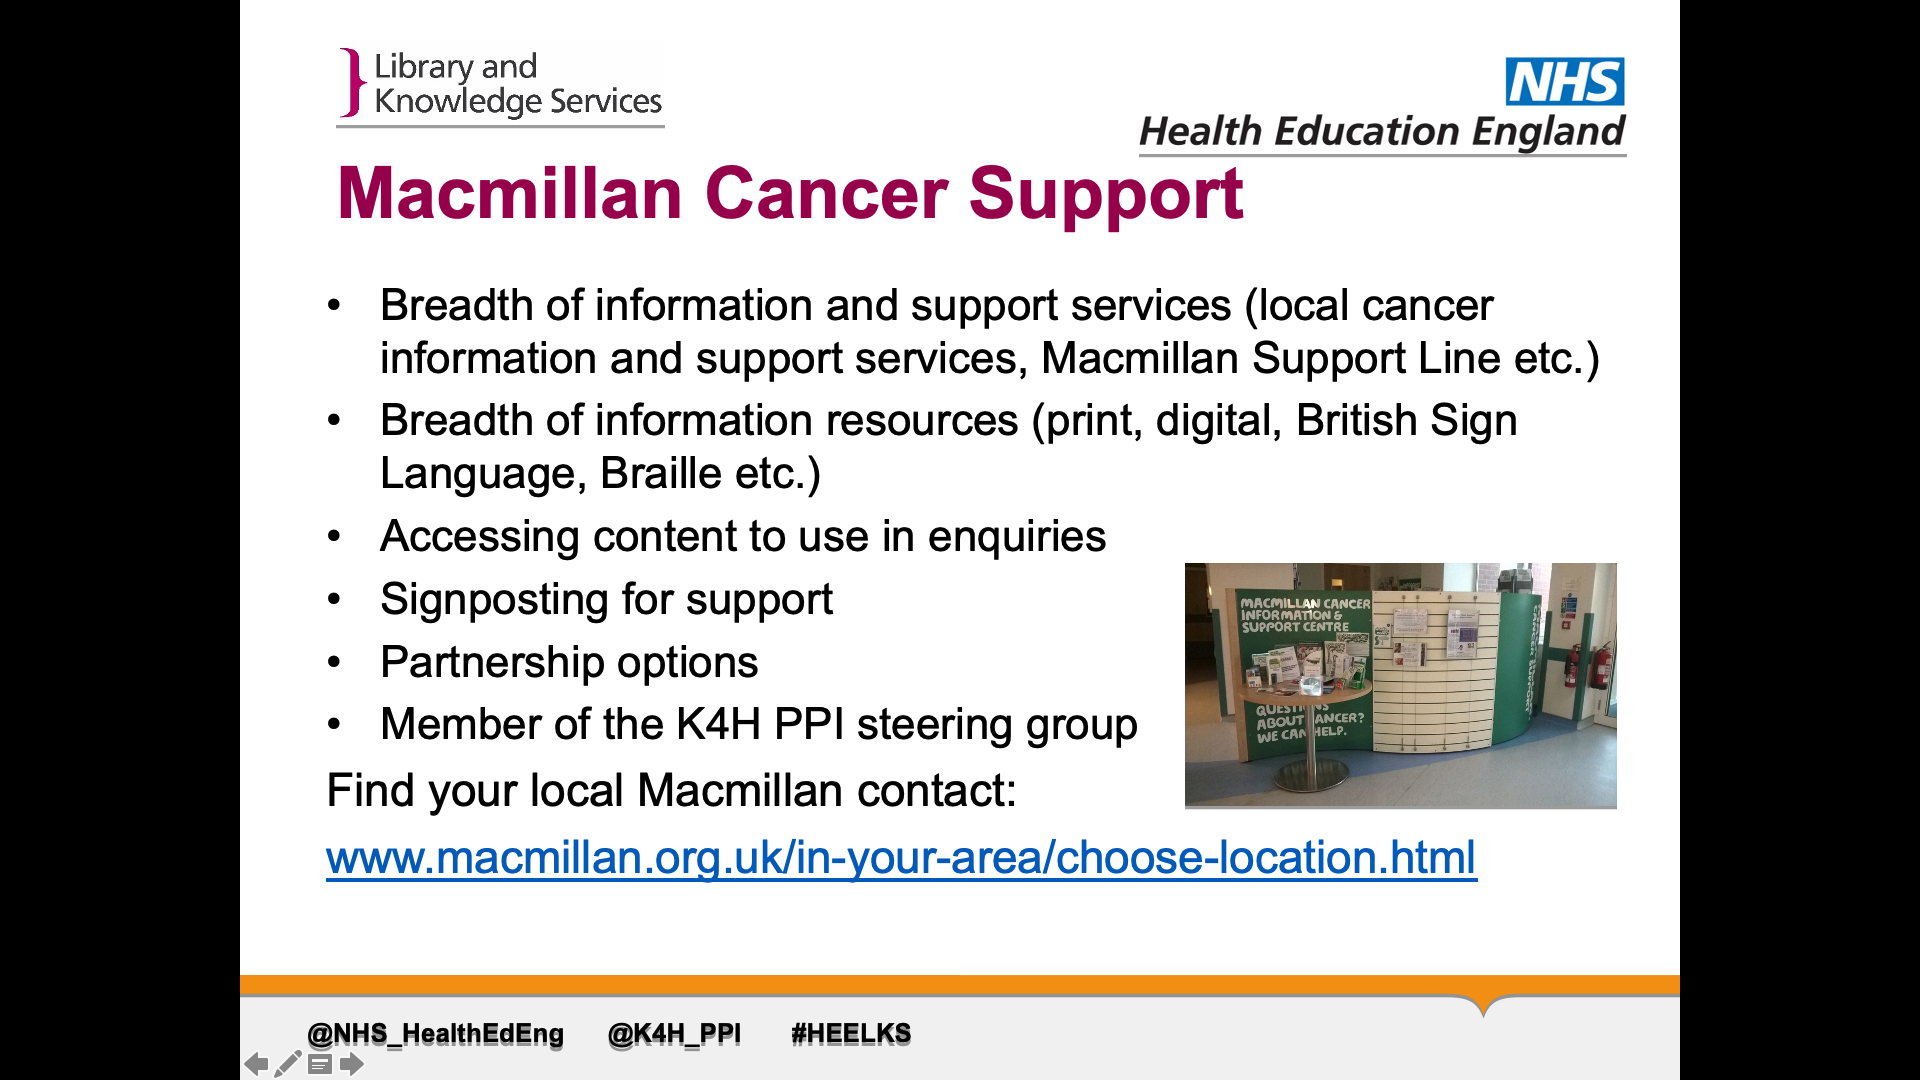 Library and
Knowledge Services
NHS
Health Education England
Macmillan Cancer Support
• Breadth of information and support services (local cancer
information and support services, Macmillan Support Line etc.)
• Breadth of information resources (print, digital, British Sign
Language, Braille etc.)
• Accessing content to use in enquiries
• Signposting for support
• Partnership options
• Member of the K4H PPI steering group
MACMILLAN CANCER
INFORMATION &
SUPPORT CENTRE
ABOUT CANCER?
WE CAN HELP.
Find your local Macmillan contact:
www.macmillan.org.uk/in-your-area/choose-location.html
@NHS_HealthEdEng @K4H_PPI #HEELKS